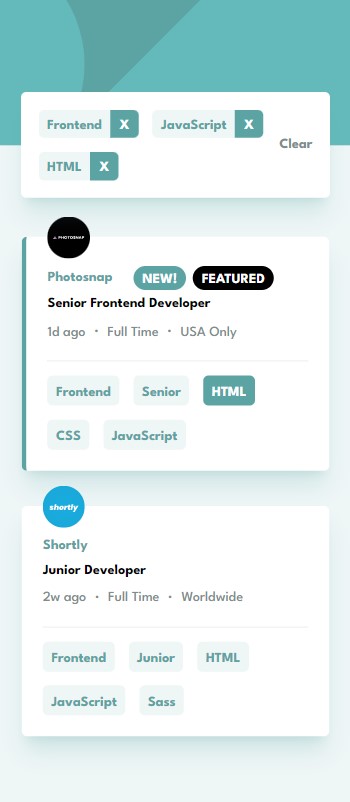 Frontend X JavaScript X
Clear
HTML X
PHOTOSNAP
Photosnap NEW! FEATURED
Senior Frontend Developer
1d ago • Full Time • USA Only
Frontend Senior HTML
CSS JavaScript
shortly
Shortly
Junior Developer
2w ago • Full Time • Worldwide
Frontend Junior HTML
JavaScript Sass